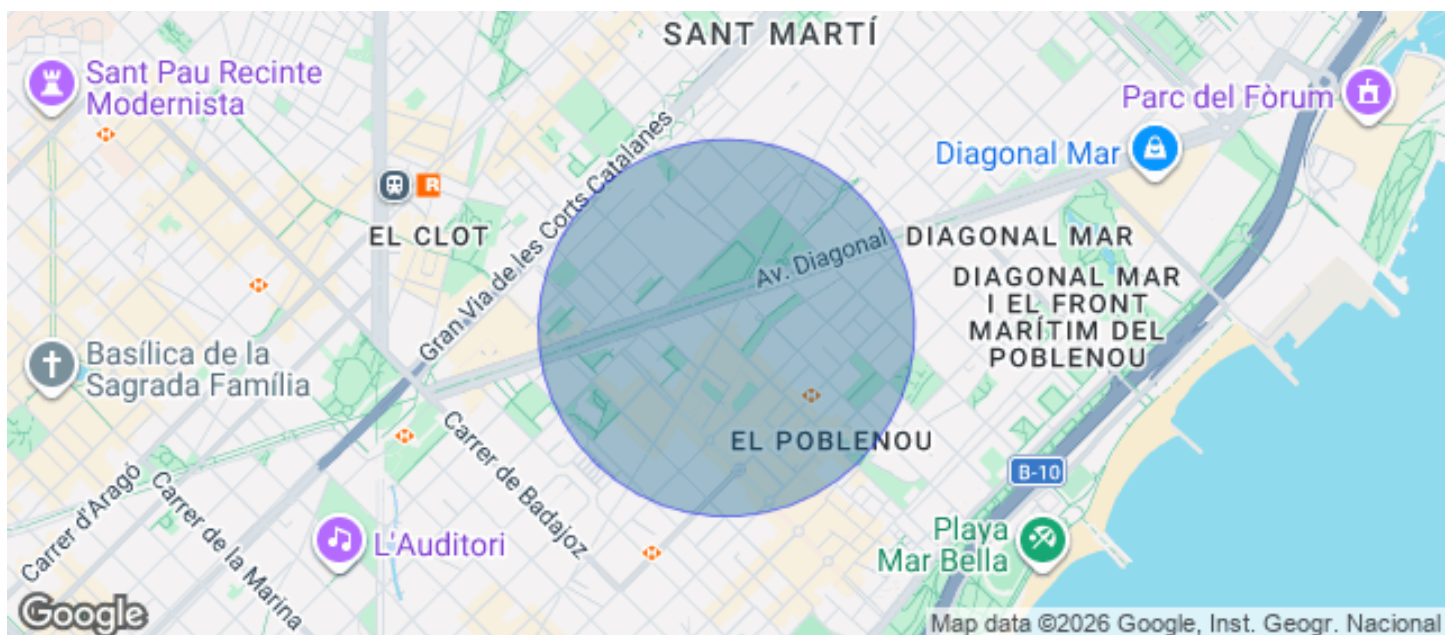 SANT MARTÍ
Sant Pau Recinte
Modernista
Parc del Fòrum
Diagonal Mar
Gran Via de les Corts Catalanes
EL CLOT
R
Av. Diagonal
DIAGONAL MAR
DIAGONAL MAR
I EL FRONT
MARÍTIM DEL
POBLENOU
Basílica de la
Sagrada Família
EL POBLENOU
Carrer de Badajoz
B-10
Carrer d'Aragó
Carrer de la Marina
L'Auditori
Playa
Mar Bella
Google
Map data ©2026 Google, Inst. Geogr. Nacional